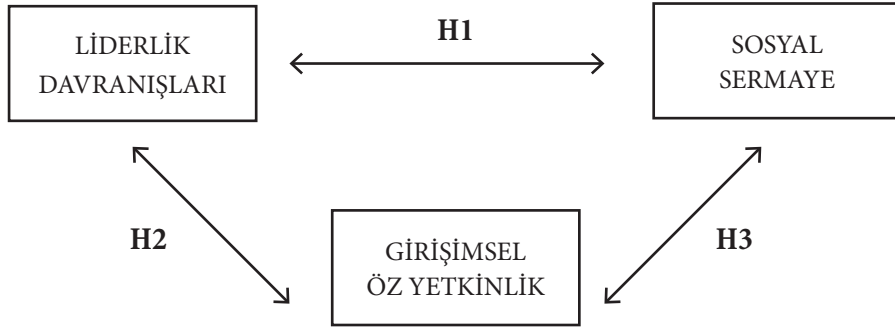 LİDERLİK
DAVRANIŞLARI
H1
SOSYAL
SERMAYE
H2
GİRİŞİMSEL
ÖZ YETKİNLİK
H3